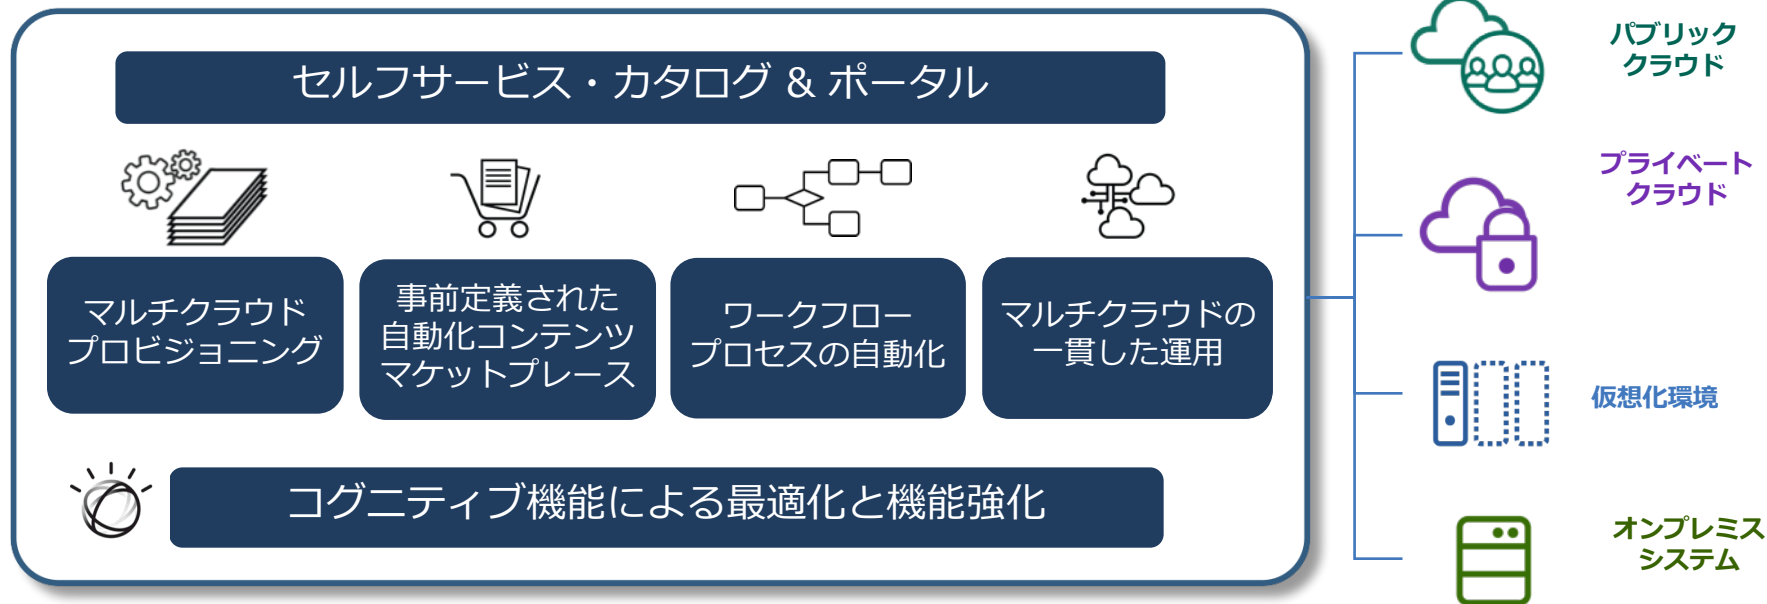 セルフサービス・カタログ & ポータル
マルチクラウド
プロビジョニング
事前定義された
自動化コンテンツ
マケットプレース
ワークフロー
プロセスの自動化
マルチクラウドの
一貫した運用
コグニティブ機能による最適化と機能強化
パブリック
クラウド
プライベート
クラウド
仮想化環境
オンプレミス
システム